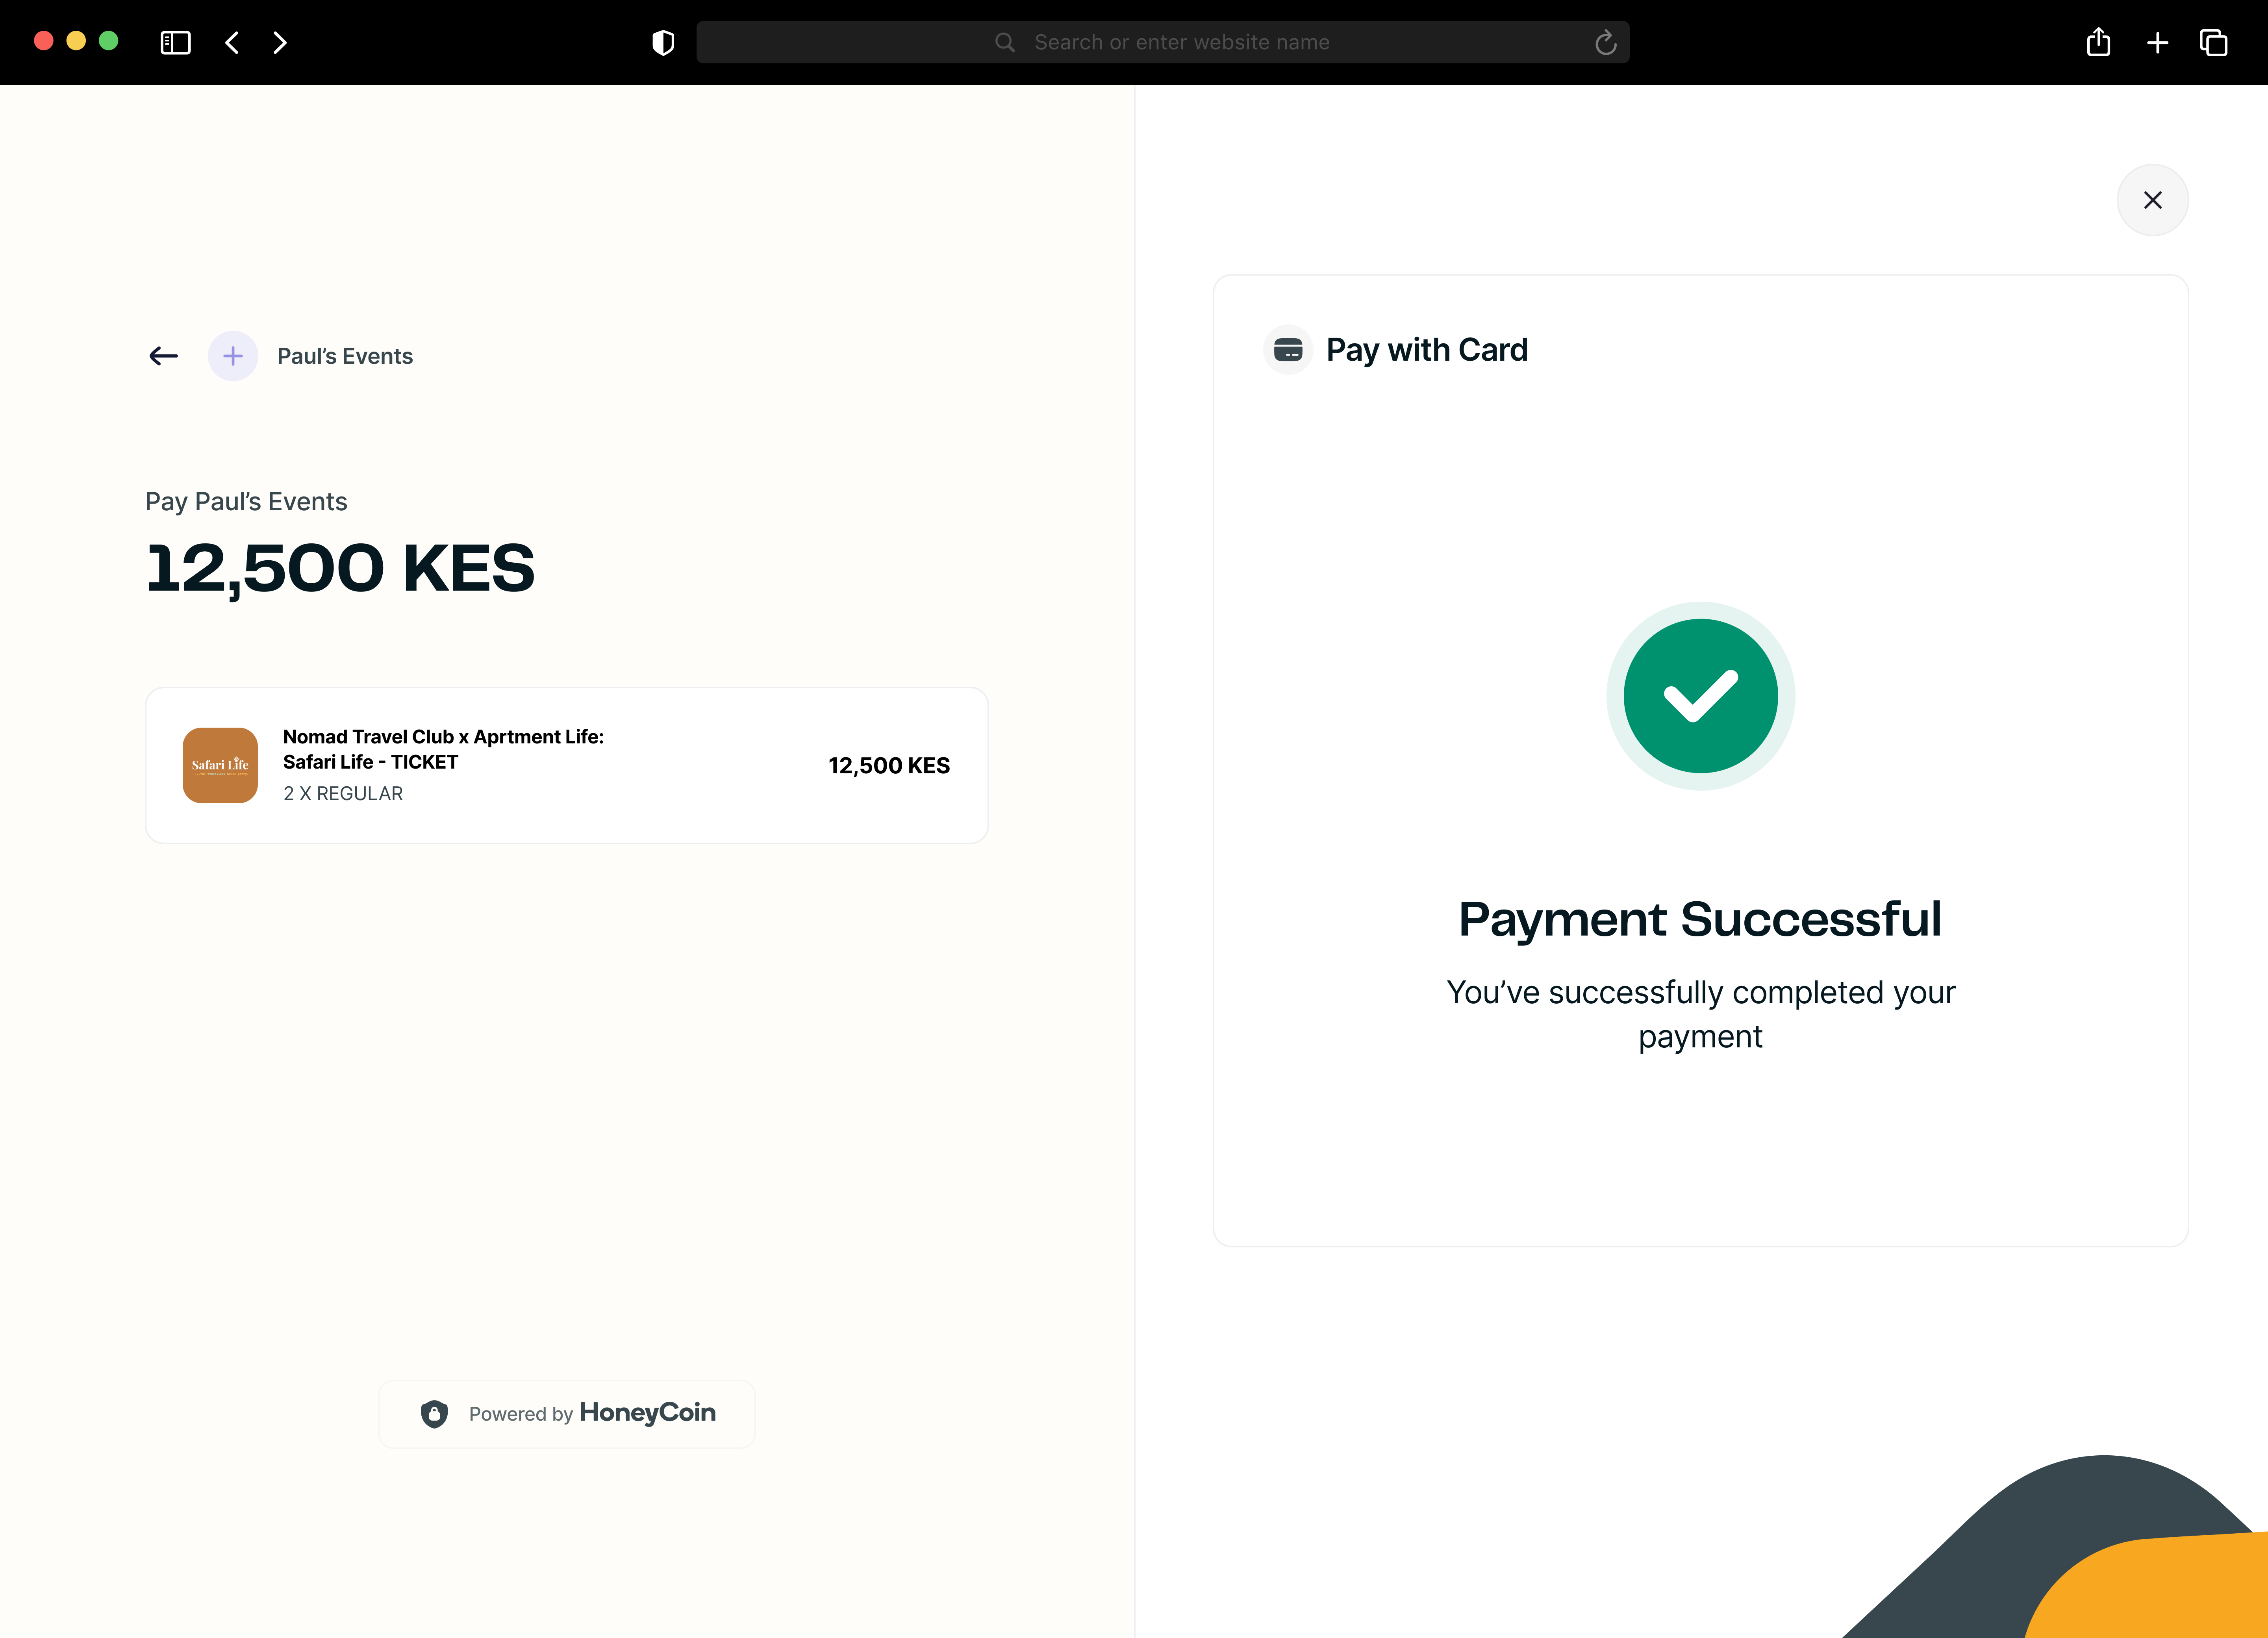 Search or enter website name
Paul’s Events
Pay Paul’s Events
12,500 KES
Safari Life
Nomad Travel Club x Aprtment Life:
Safari Life - TICKET
2 X REGULAR
12,500 KES
Powered by HoneyCoin
Pay with Card
Payment Successful
You’ve successfully completed your
payment